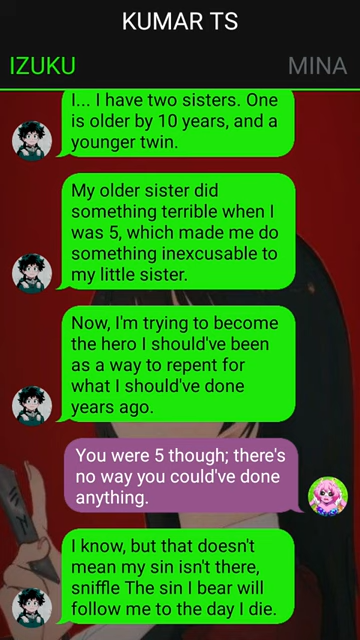 KUMAR TS
IZUKU
MINA
I... I have two sisters. One
is older by 10 years, and a
younger twin.
My older sister did
something terrible when I
was 5, which made me do
something inexcusable to
my little sister.
Now, I'm trying to become
the hero I should've been
as a way to repent for
what I should've done
years ago.
You were 5 though; there's
no way you could've done
anything.
I know, but that doesn't
mean my sin isn't there,
sniffle The sin I bear will
follow me to the day I die.